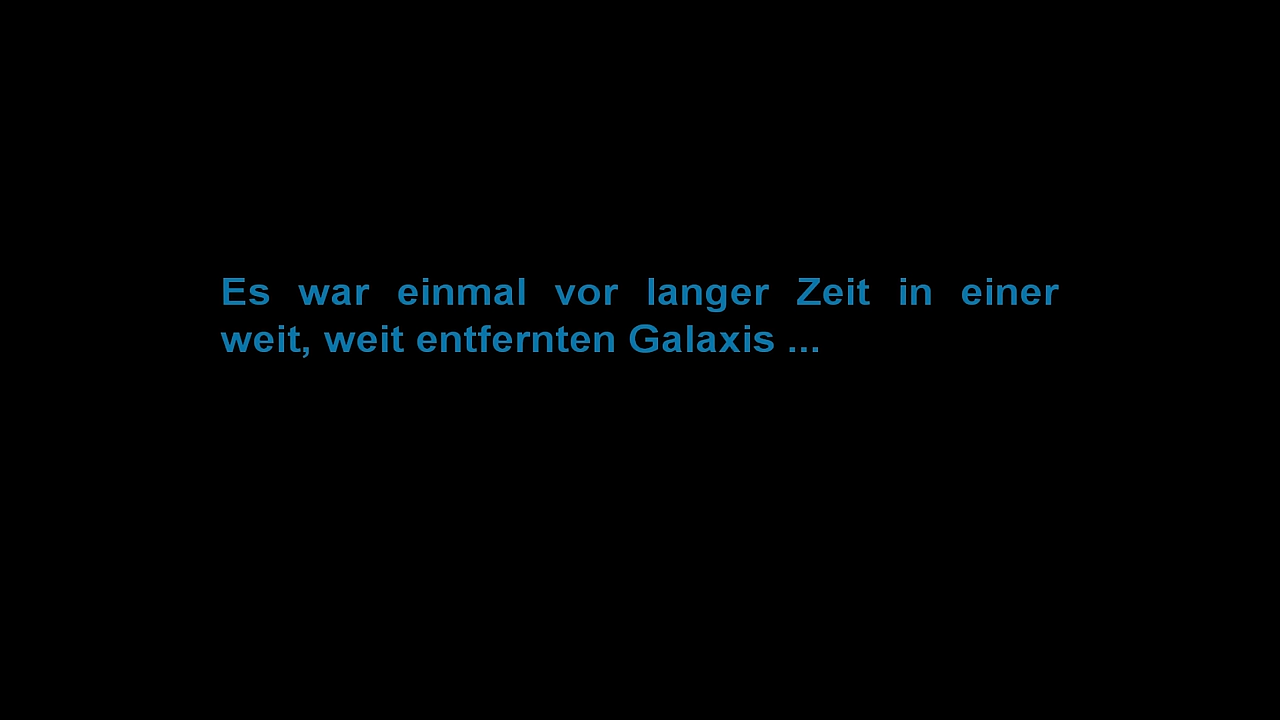 Es war einmal vor langer Zeit in einer
weit, weit entfernten Galaxis ...